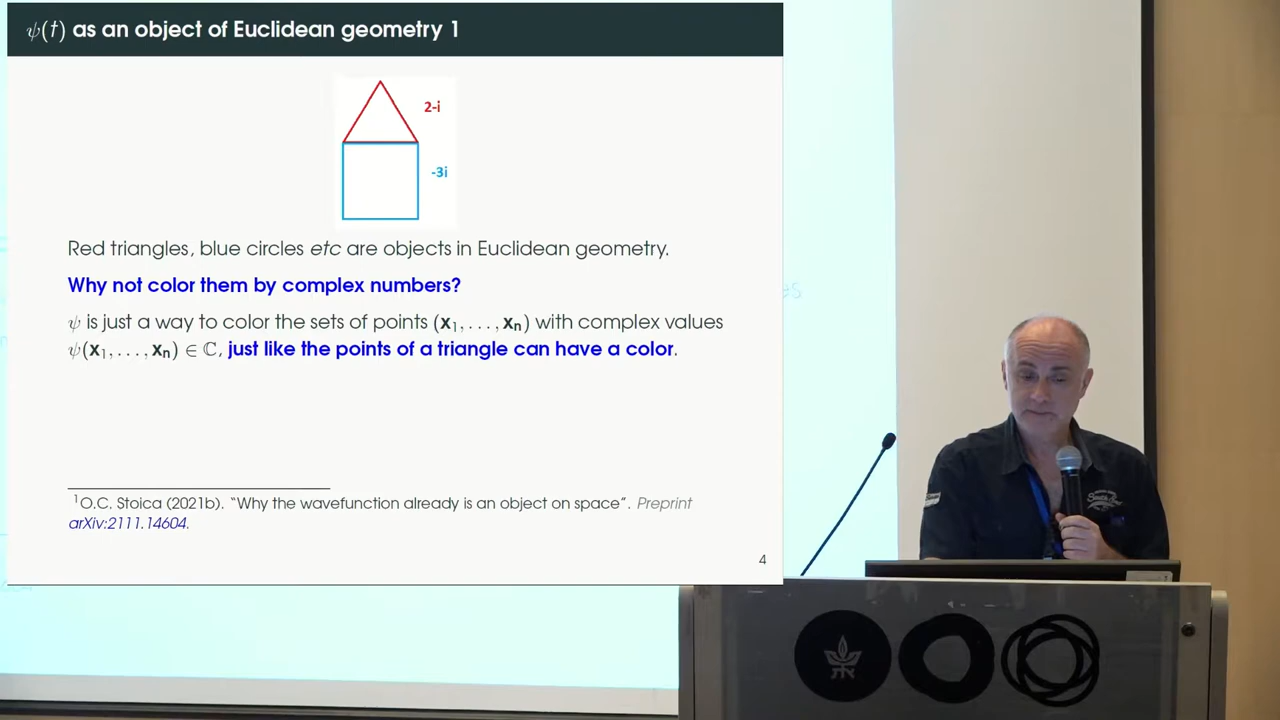 ψ(t) as an object of Euclidean geometry 1
2-i
-3i
Red triangles, blue circles etc are objects in Euclidean geometry.
Why not color them by complex numbers?
ψ is just a way to color the sets of points (x₁, . . . , xₙ) with complex values
ψ(x₁, . . . , xₙ) ∈ ℂ, just like the points of a triangle can have a color.
¹O.C. Stoica (2021b). “Why the wavefunction already is an object on space”. Preprint
arXiv:2111.14604.
4
es